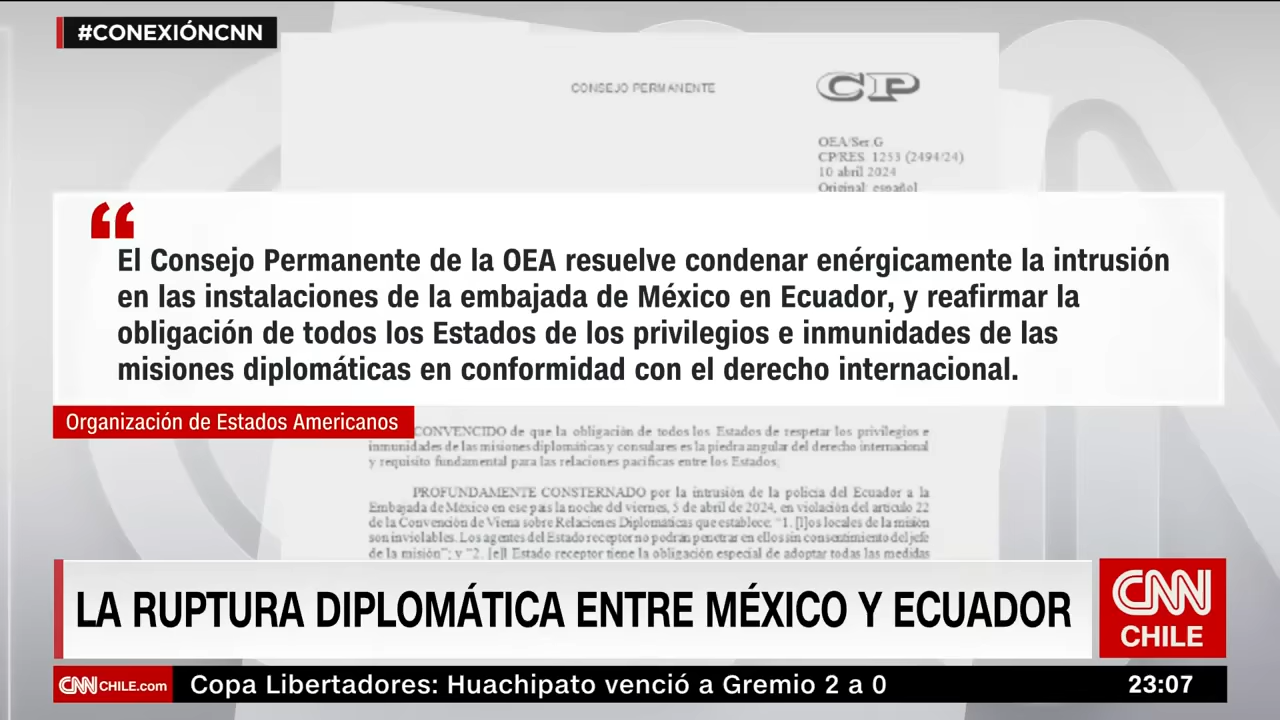 #CONEXIÓNCNN
CONSEJO PERMANENTE
CP
OEA/Ser.G
CP/RES. 1253 (2494/24)
10 abril 2024
Original: español
“
El Consejo Permanente de la OEA resuelve condenar enérgicamente la intrusión
en las instalaciones de la embajada de México en Ecuador, y reafirmar la
obligación de todos los Estados de los privilegios e inmunidades de las
misiones diplomáticas en conformidad con el derecho internacional.
Organización de Estados Americanos
CONVENCIDO de que la obligación de todos los Estados de respetar los privilegios e
inmunidades de las misiones diplomáticas y consulares es la piedra angular del derecho internacional
y requisito fundamental para las relaciones pacíficas entre los Estados;
PROFUNDAMENTE CONSTERNADO por la intrusión de la policía del Ecuador a la
Embajada de México en ese país la noche del viernes, 5 de abril de 2024, en violación del artículo 22
de la Convención de Viena sobre Relaciones Diplomáticas que establece: “1. [l]os locales de la misión
son inviolables. Los agentes del Estado receptor no podrán penetrar en ellos sin consentimiento del jefe
de la misión”; y “2. [e]l Estado receptor tiene la obligación especial de adoptar todas las medidas
LA RUPTURA DIPLOMÁTICA ENTRE MÉXICO Y ECUADOR
CNN
CHILE
CNNCHILE.com
Copa Libertadores: Huachipato venció a Gremio 2 a 0
23:07